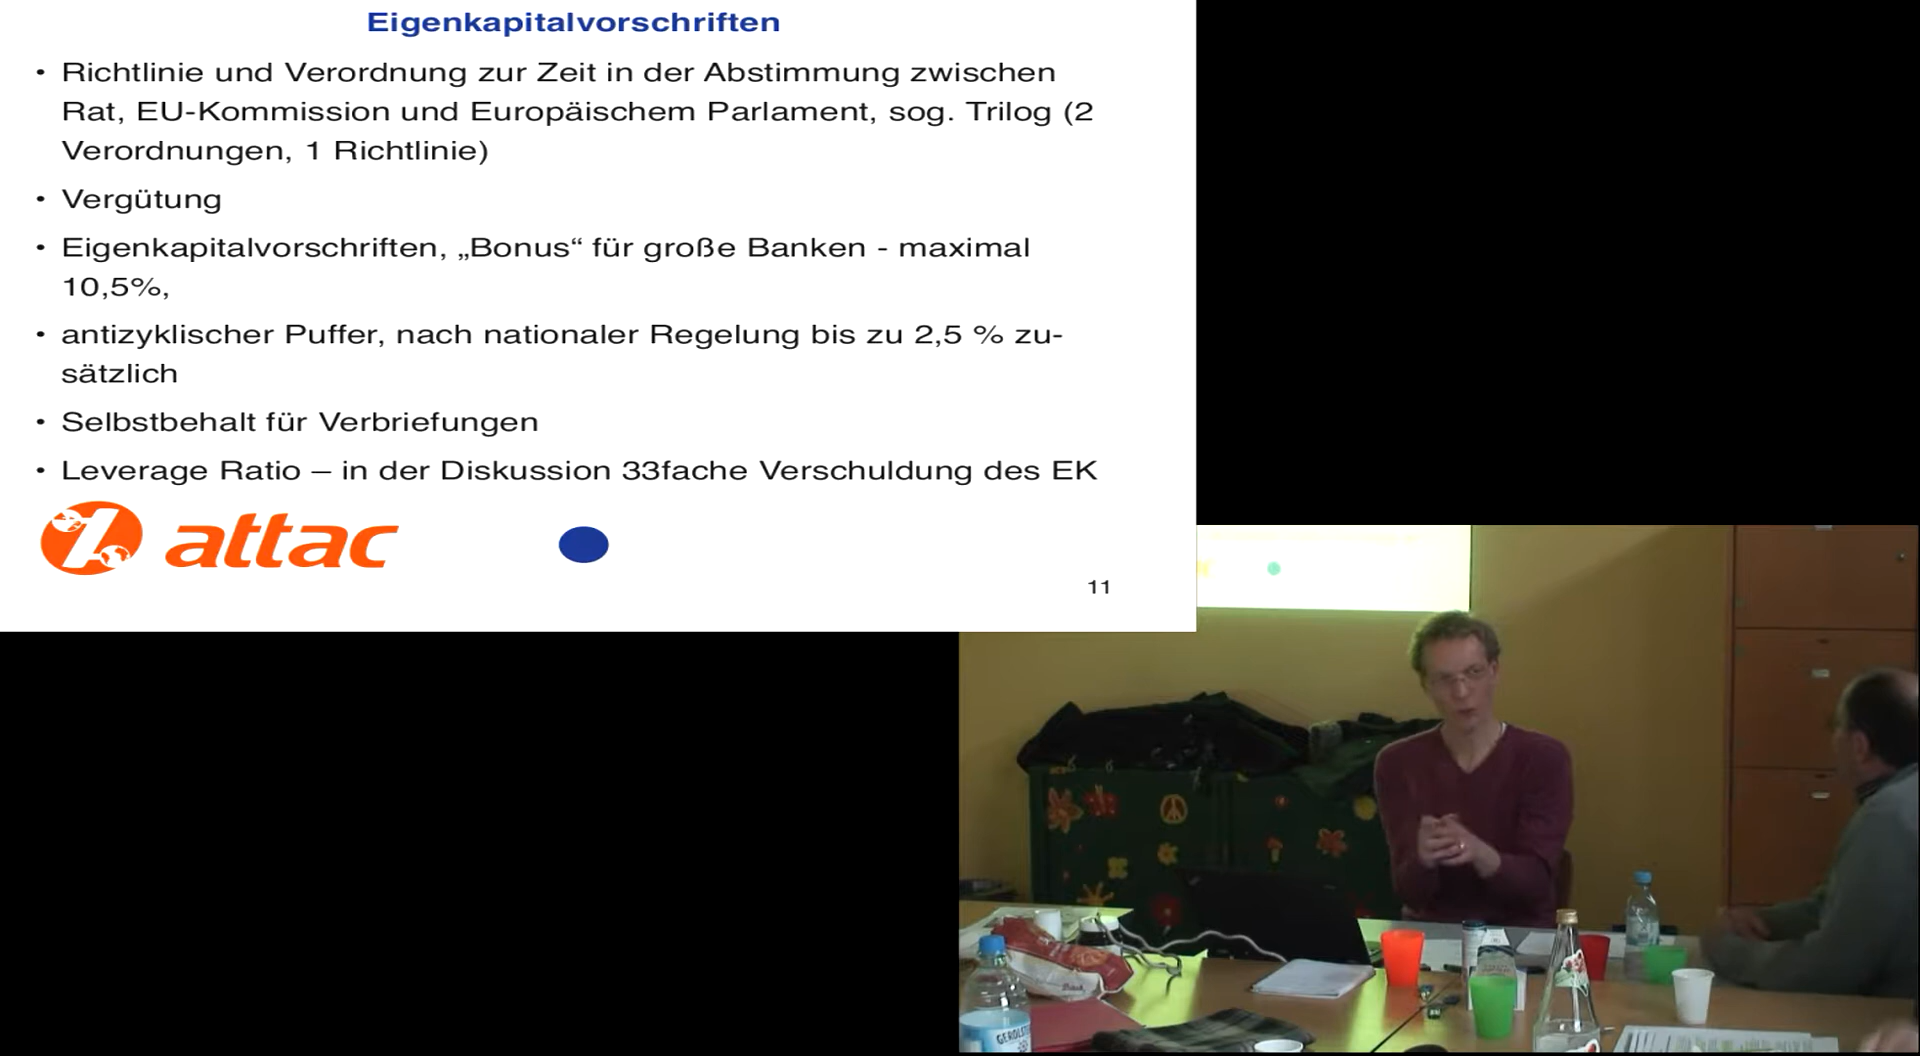 Eigenkapitalvorschriften
• Richtlinie und Verordnung zur Zeit in der Abstimmung zwischen
Rat, EU-Kommission und Europäischem Parlament, sog. Trilog (2
Verordnungen, 1 Richtlinie)
• Vergütung
• Eigenkapitalvorschriften, „Bonus“ für große Banken - maximal
10,5%,
• antizyklischer Puffer, nach nationaler Regelung bis zu 2,5 % zu-
sätzlich
• Selbstbehalt für Verbriefungen
• Leverage Ratio – in der Diskussion 33fache Verschuldung des EK
attac
11